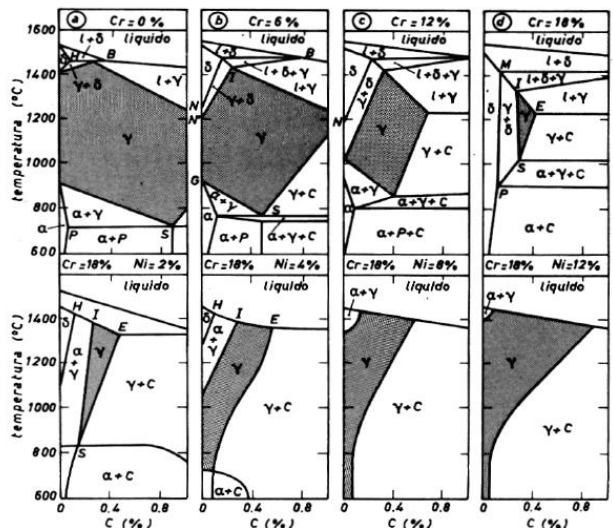 a Cr=0%
b Cr=6%
c Cr=12%
d Cr=18%
temperatura (°C)
1600
1400
1200
1000
800
600
liquido
l+δ
δ
H
B
γ+δ
l+γ
γ
α+γ
α
P
S
α+P
liquido
l+δ
δ
I
B
l+δ+γ
l+γ
γ+δ
N
N'
γ
G
α+γ
S
γ+C
α+P
α+γ+C
liquido
l+δ
δ
I
l+δ+γ
l+γ
γ+δ
N
γ
γ+C
α+γ
α
α+γ+C
α+P+C
liquido
l+δ
M
I
l+δ+γ
l+γ
δ
γ+δ
γ
E
γ+C
S
α+γ+C
P
α+C
Cr=18% Ni=2%
Cr=18% Ni=4%
Cr=18% Ni=8%
Cr=18% Ni=12%
temperatura (°C)
1400
1200
1000
800
600
liquido
H
I
E
δ
α+γ
γ
γ+C
S
α+C
liquido
H
I
E
δ
α+γ
γ
γ+C
α+C
liquido
α+γ
γ
γ+C
liquido
α+γ
γ
γ+C
0 0.4 0.8
0 0.4 0.8
0 0.4 0.8
0 0.4 0.8
C (%)
C (%)
C (%)
C (%)